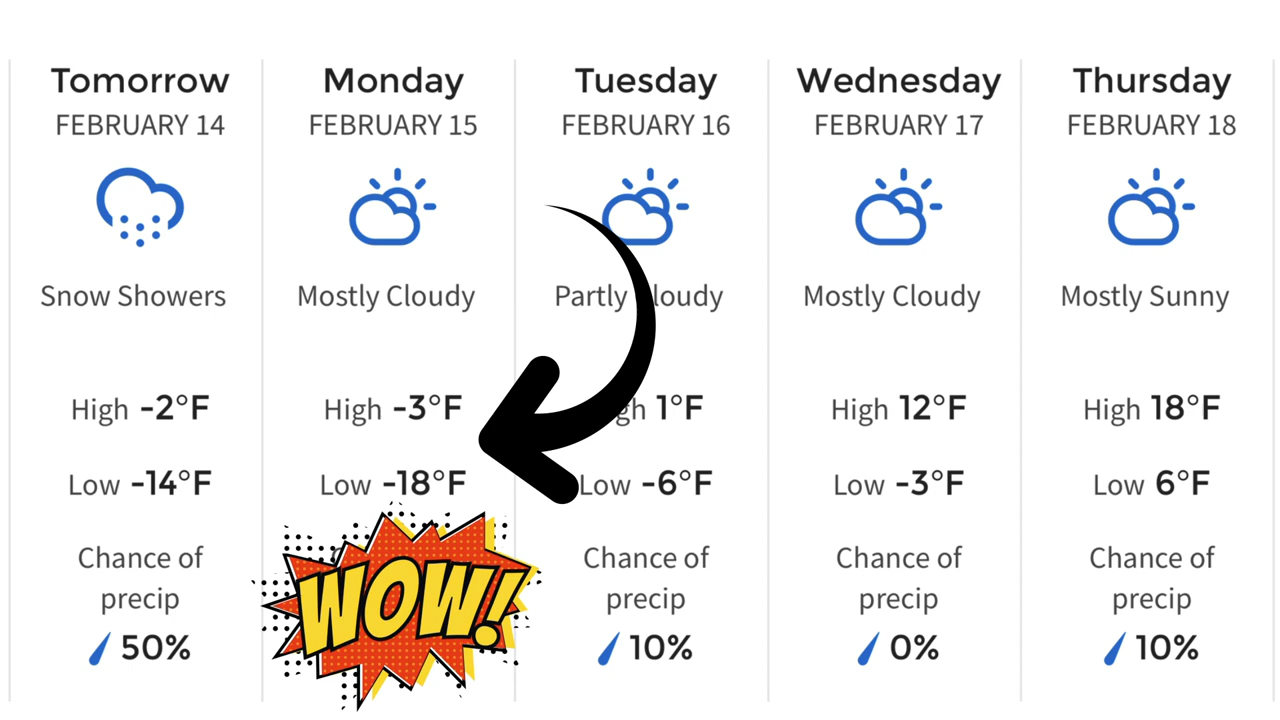 Tomorrow
FEBRUARY 14
Snow Showers
High -2°F
Low -14°F
Chance of
precip
50%
Monday
FEBRUARY 15
Mostly Cloudy
High -3°F
Low -18°F
WOW!
Tuesday
FEBRUARY 16
Partly loudy
gh 1°F
Low -6°F
Chance of
precip
10%
Wednesday
FEBRUARY 17
Mostly Cloudy
High 12°F
Low -3°F
Chance of
precip
0%
Thursday
FEBRUARY 18
Mostly Sunny
High 18°F
Low 6°F
Chance of
precip
10%